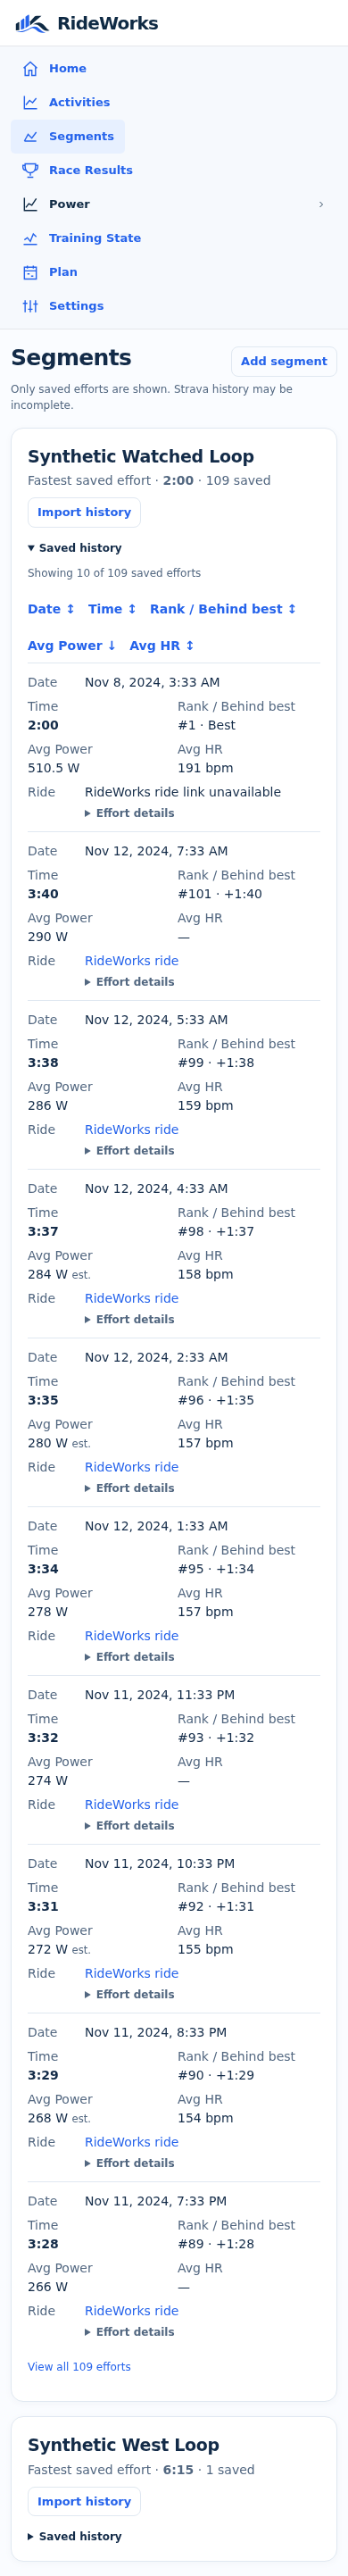 RideWorks
Home
Activities
Segments
Race Results
Power
Training State
Plan
Settings
Segments
Add segment
Only saved efforts are shown. Strava history may be
incomplete.
Synthetic Watched Loop
Fastest saved effort · 2:00 · 109 saved
Import history
▼ Saved history
Showing 10 of 109 saved efforts
Date ↕ Time ↕ Rank / Behind best ↕
Avg Power ↓ Avg HR ↕
Date Nov 8, 2024, 3:33 AM
Time Rank / Behind best
2:00 #1 · Best
Avg Power Avg HR
510.5 W 191 bpm
Ride RideWorks ride link unavailable
▶ Effort details
Date Nov 12, 2024, 7:33 AM
Time Rank / Behind best
3:40 #101 · +1:40
Avg Power Avg HR
290 W —
Ride RideWorks ride
▶ Effort details
Date Nov 12, 2024, 5:33 AM
Time Rank / Behind best
3:38 #99 · +1:38
Avg Power Avg HR
286 W 159 bpm
Ride RideWorks ride
▶ Effort details
Date Nov 12, 2024, 4:33 AM
Time Rank / Behind best
3:37 #98 · +1:37
Avg Power Avg HR
284 W est. 158 bpm
Ride RideWorks ride
▶ Effort details
Date Nov 12, 2024, 2:33 AM
Time Rank / Behind best
3:35 #96 · +1:35
Avg Power Avg HR
280 W est. 157 bpm
Ride RideWorks ride
▶ Effort details
Date Nov 12, 2024, 1:33 AM
Time Rank / Behind best
3:34 #95 · +1:34
Avg Power Avg HR
278 W 157 bpm
Ride RideWorks ride
▶ Effort details
Date Nov 11, 2024, 11:33 PM
Time Rank / Behind best
3:32 #93 · +1:32
Avg Power Avg HR
274 W —
Ride RideWorks ride
▶ Effort details
Date Nov 11, 2024, 10:33 PM
Time Rank / Behind best
3:31 #92 · +1:31
Avg Power Avg HR
272 W est. 155 bpm
Ride RideWorks ride
▶ Effort details
Date Nov 11, 2024, 8:33 PM
Time Rank / Behind best
3:29 #90 · +1:29
Avg Power Avg HR
268 W est. 154 bpm
Ride RideWorks ride
▶ Effort details
Date Nov 11, 2024, 7:33 PM
Time Rank / Behind best
3:28 #89 · +1:28
Avg Power Avg HR
266 W —
Ride RideWorks ride
▶ Effort details
View all 109 efforts
Synthetic West Loop
Fastest saved effort · 6:15 · 1 saved
Import history
▶ Saved history